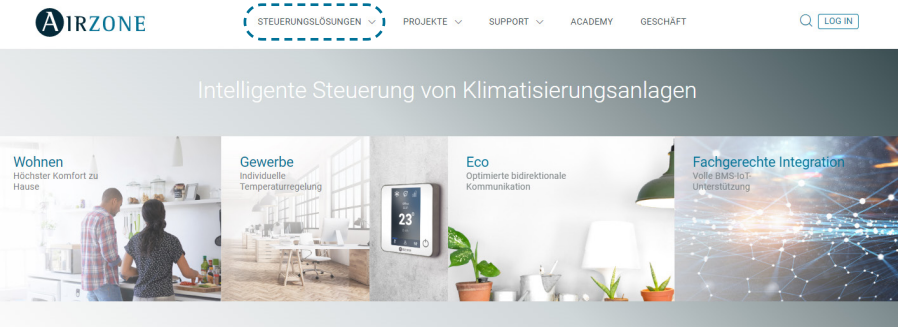 AIRZONE
STEUERUNGSLÖSUNGEN
PROJEKTE
SUPPORT
ACADEMY
GESCHÄFT
LOG IN
Intelligente Steuerung von Klimatisierungsanlagen
Wohnen
Höchster Komfort zu
Hause
Gewerbe
Individuelle
Temperaturregelung
23°
Eco
Optimierte bidirektionale
Kommunikation
Fachgerechte Integration
Volle BMS-IoT-
Unterstützung